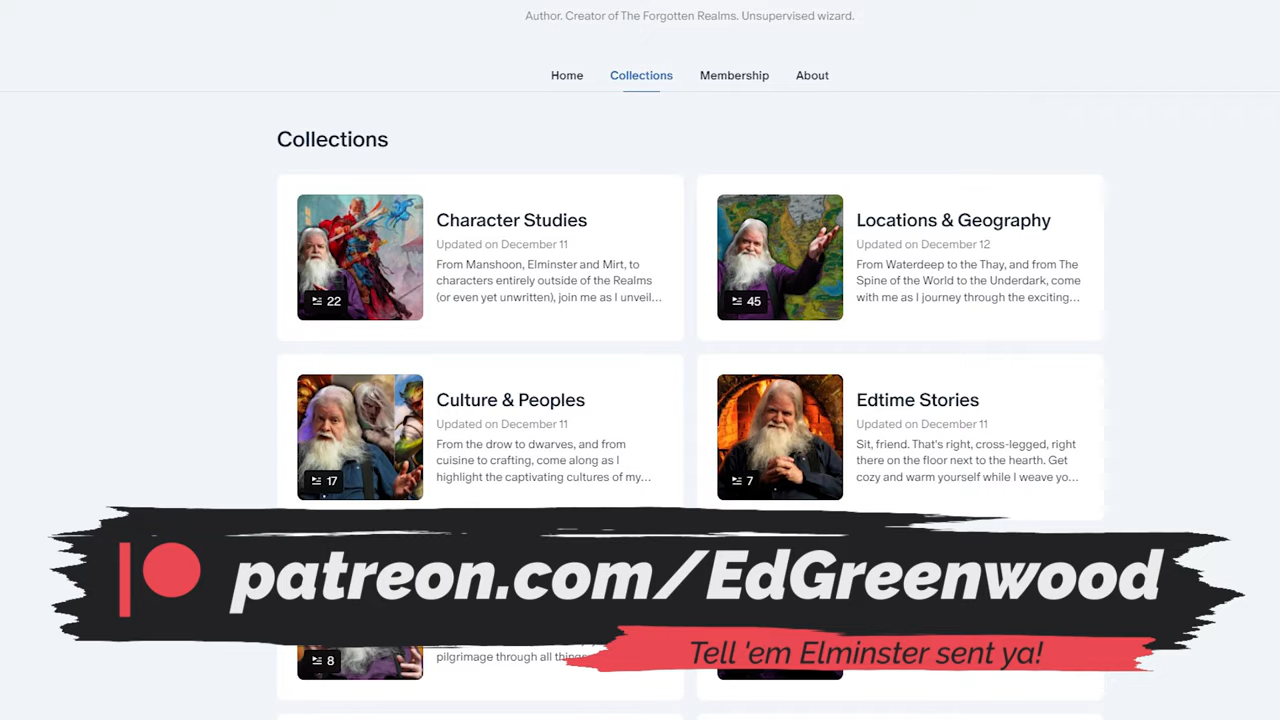 Author. Creator of The Forgotten Realms. Unsupervised wizard.
Home Collections Membership About
Collections
Character Studies
Updated on December 11
From Manshoon, Elminster and Mirt, to
characters entirely outside of the Realms
(or even yet unwritten), join me as I unveil...
22
Locations & Geography
Updated on December 12
From Waterdeep to the Thay, and from The
Spine of the World to the Underdark, come
with me as I journey through the exciting...
45
Culture & Peoples
Updated on December 11
From the drow to dwarves, and from
cuisine to crafting, come along as I
highlight the captivating cultures of my...
17
Edtime Stories
Updated on December 11
Sit, friend. That's right, cross-legged, right
there on the floor next to the hearth. Get
cozy and warm yourself while I weave yo...
7
patreon.com/EdGreenwood
Tell 'em Elminster sent ya!
8
pilgrimage through all things